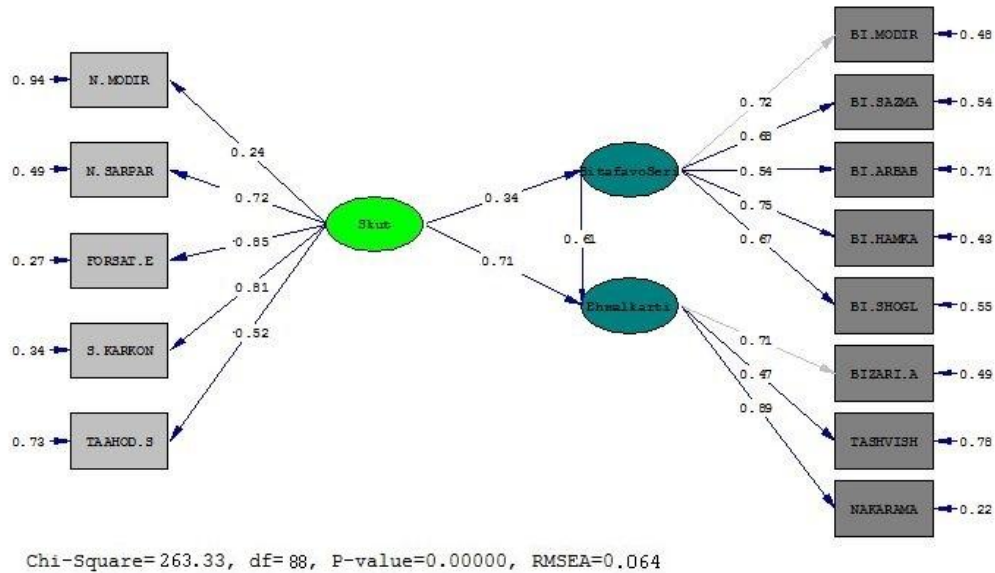 0.94
N.MODIR
0.49
N.SARPAR
0.27
FORSAT.E
0.34
S.KARKON
0.73
TAAHOD.S
0.24
0.72
-0.85
0.81
-0.52
Skut
0.34
0.71
BitafavoSeri
0.61
Ehmalkarti
0.72
0.68
0.54
0.75
0.67
0.71
0.47
0.89
BI.MODIR
0.48
BI.SAZMA
0.54
BI.ARBAB
0.71
BI.HAMKA
0.43
BI.SHOGL
0.55
BIZARI.A
0.49
TASHVISH
0.78
NAKARAMA
0.22
Chi-Square=263.33, df=88, P-value=0.00000, RMSEA=0.064